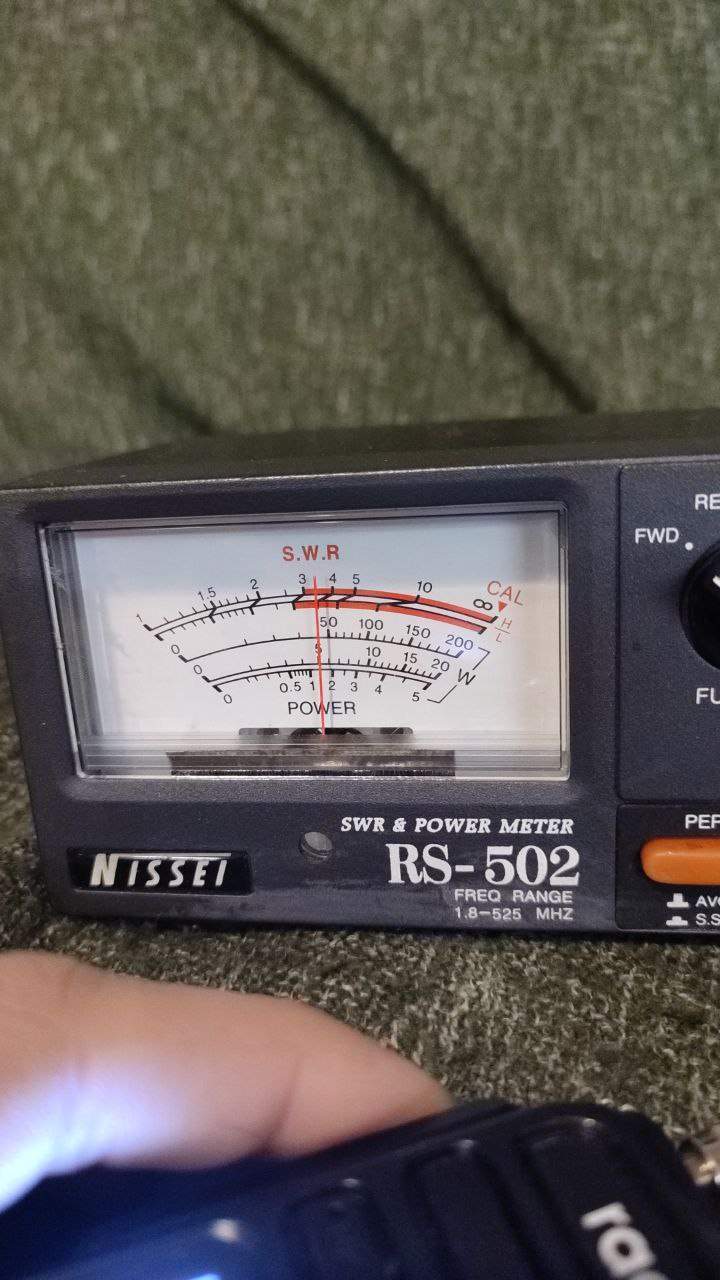 S.W.R
1 1.5 2 3 4 5 10 ∞ CAL
H
L
0 50 100 150 200
0 5 10 15 20 W
0 0.5 1 2 3 4 5
POWER
FWD
SWR & POWER METER
RS-502
FREQ RANGE
1.8-525 MHZ
NISSEI